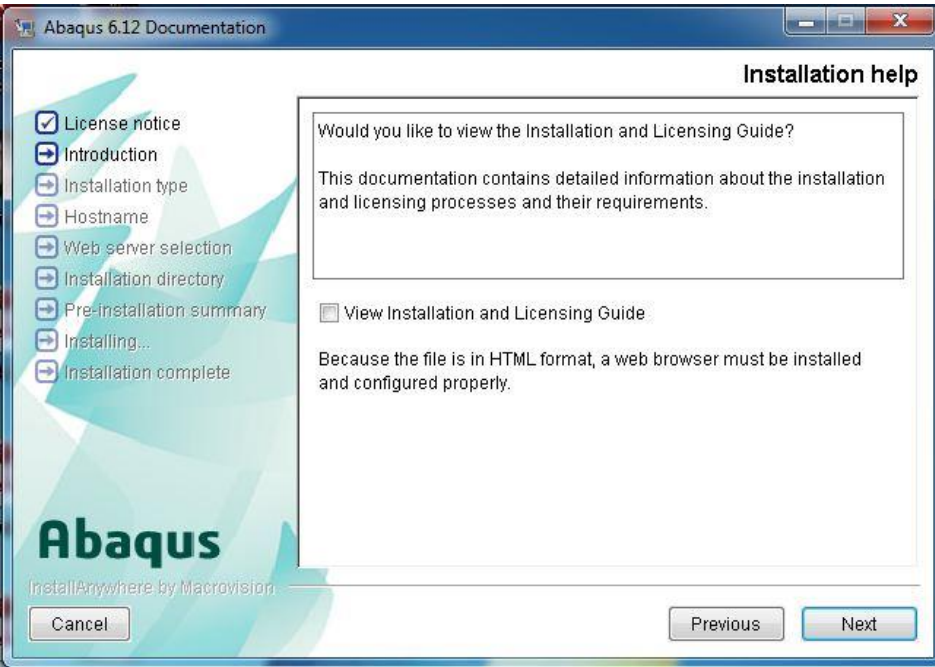 Abaqus 6.12 Documentation
Installation help
License notice
Introduction
Installation type
Hostname
Web server selection
Installation directory
Pre-installation summary
Installing...
Installation complete
Would you like to view the Installation and Licensing Guide?
This documentation contains detailed information about the installation
and licensing processes and their requirements.
View Installation and Licensing Guide
Because the file is in HTML format, a web browser must be installed
and configured properly.
Abaqus
InstallAnywhere by Macrovision
Cancel
Previous
Next